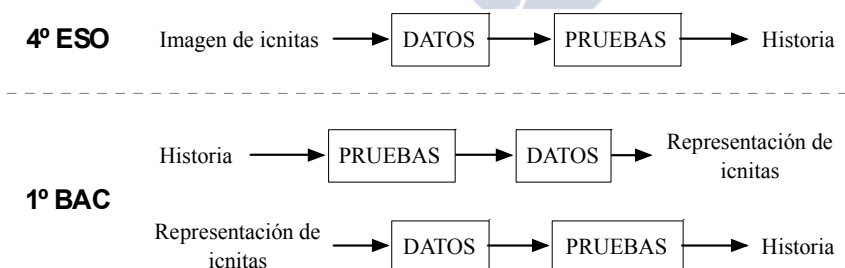 4º ESO Imagen de icnitas DATOS PRUEBAS Historia
Historia PRUEBAS DATOS Representación de
icnitas
1º BAC
Representación de
icnitas DATOS PRUEBAS Historia